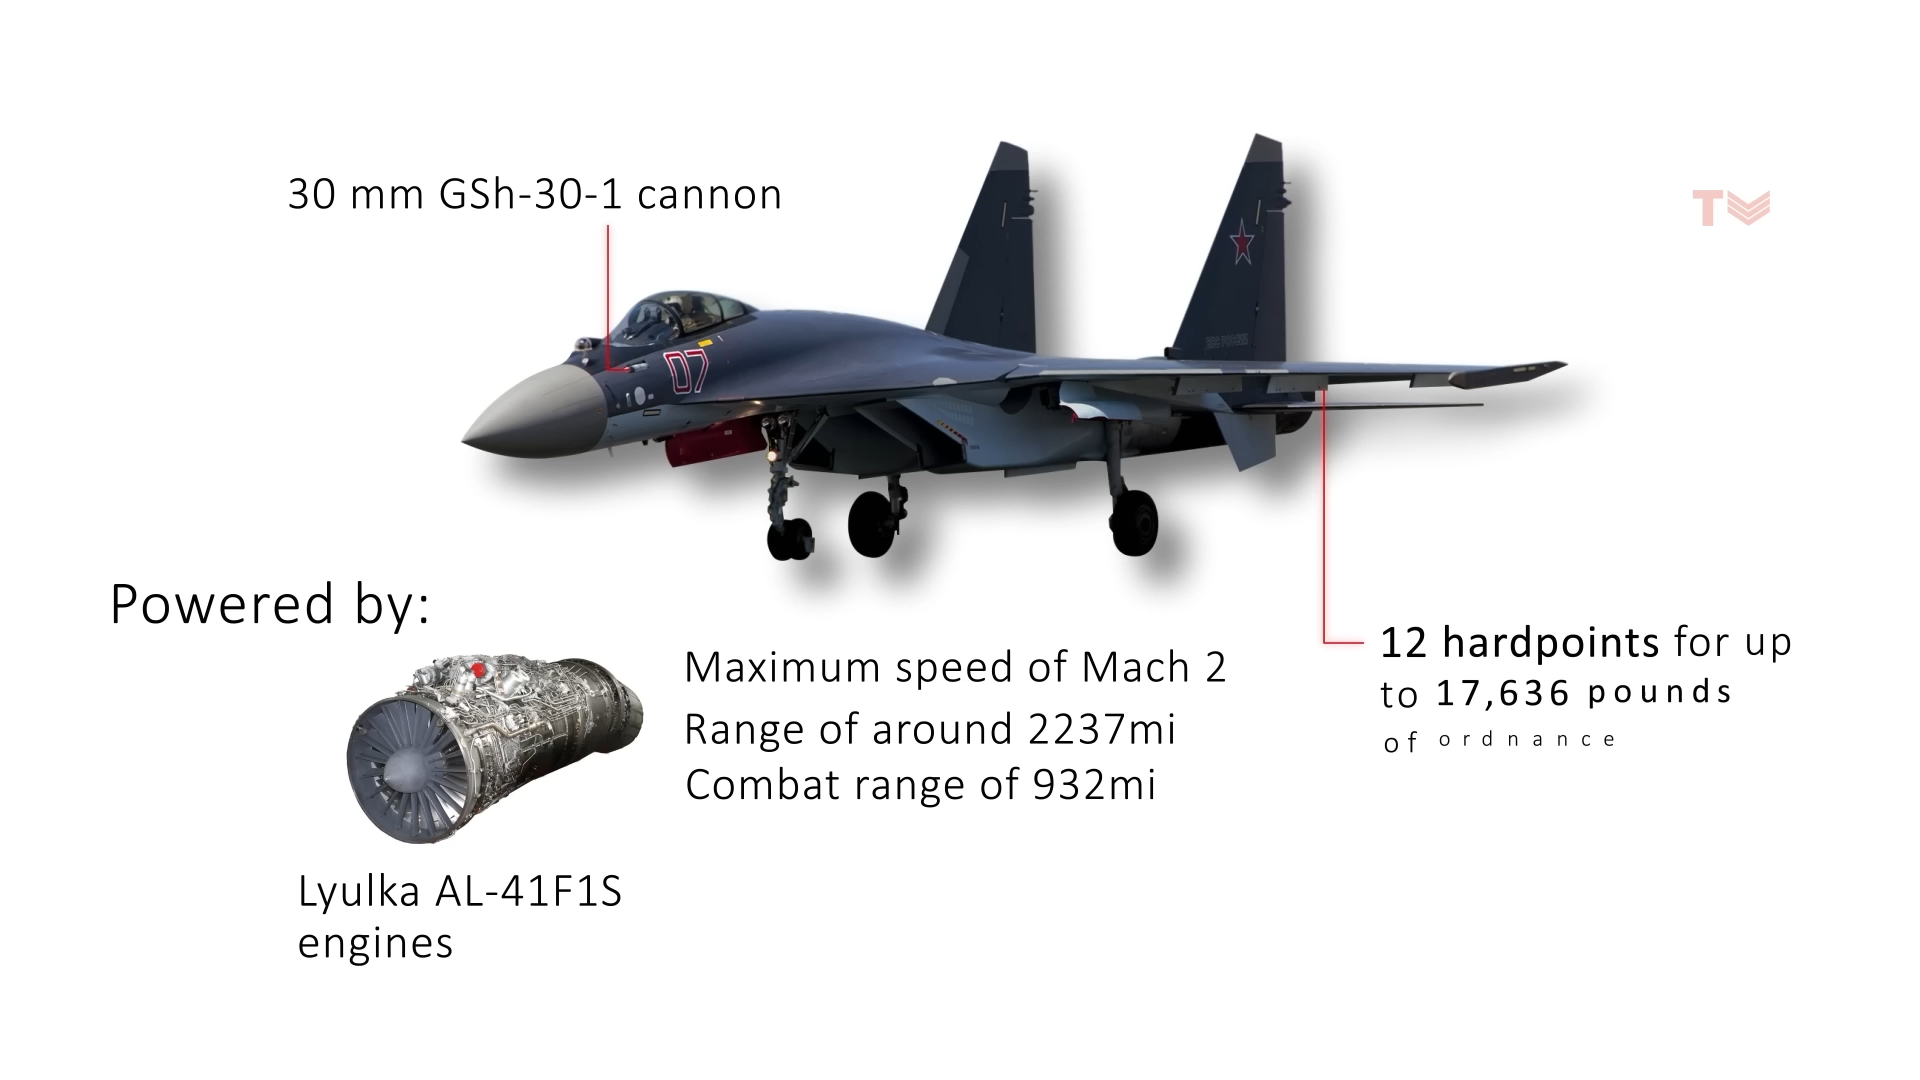 30 mm GSh-30-1 cannon
07
Powered by:
Maximum speed of Mach 2
Range of around 2237mi
Combat range of 932mi
12 hardpoints for up
to 17,636 pounds
of ordnance
Lyulka AL-41F1S
engines